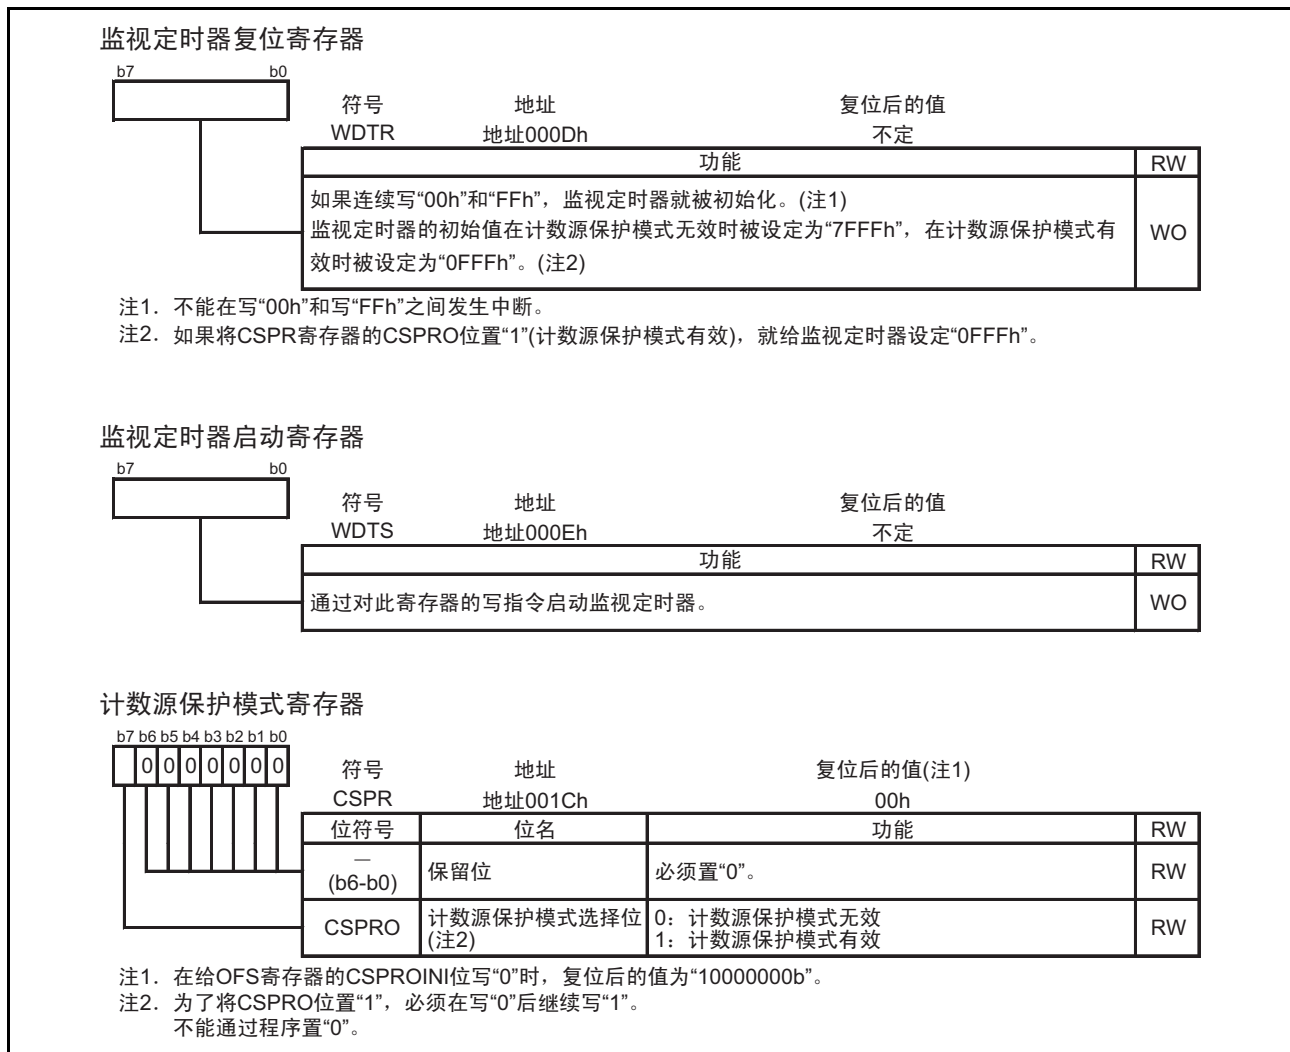 监视定时器复位寄存器
b7 b0
符号 地址 复位后的值
WDTR 地址000Dh 不定
功能 RW
如果连续写“00h”和“FFh”，监视定时器就被初始化。(注1)
监视定时器的初始值在计数源保护模式无效时被设定为“7FFFh”，在计数源保护模式有
效时被设定为“0FFFh”。(注2)
WO
注1．不能在写“00h”和写“FFh”之间发生中断。
注2．如果将CSPR寄存器的CSPRO位置“1”(计数源保护模式有效)，就给监视定时器设定“0FFFh”。
监视定时器启动寄存器
b7 b0
符号 地址 复位后的值
WDTS 地址000Eh 不定
功能 RW
通过对此寄存器的写指令启动监视定时器。 WO
计数源保护模式寄存器
b7 b6 b5 b4 b3 b2 b1 b0
0 0 0 0 0 0 0
符号 地址 复位后的值(注1)
CSPR 地址001Ch 00h
位符号 位名 功能 RW
—
(b6-b0) 保留位 必须置“0”。 RW
CSPRO 计数源保护模式选择位 0：计数源保护模式无效 RW
(注2) 1：计数源保护模式有效
注1．在给OFS寄存器的CSPROINI位写“0”时，复位后的值为“10000000b”。
注2．为了将CSPRO位置“1”，必须在写“0”后继续写“1”。
不能通过程序置“0”。